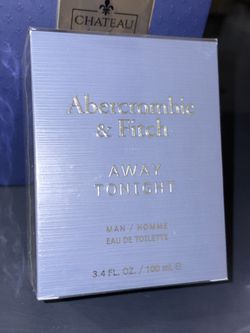 CHATEAU
Abercrombie
& Fitch
AWAY
TONIGHT
MAN / HOMME
EAU DE TOILETTE
3.4 FL. OZ. / 100 mL ℮